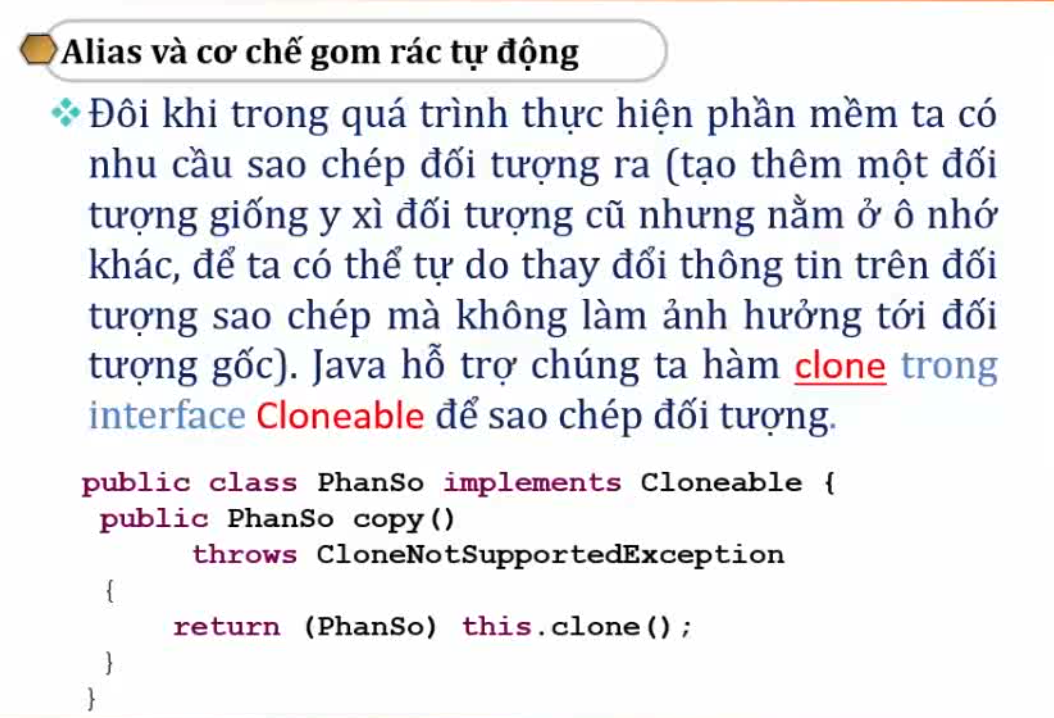 Alias và cơ chế gom rác tự động
Đôi khi trong quá trình thực hiện phần mềm ta có
nhu cầu sao chép đối tượng ra (tạo thêm một đối
tượng giống y xì đối tượng cũ nhưng nằm ở ô nhớ
khác, để ta có thể tự do thay đổi thông tin trên đối
tượng sao chép mà không làm ảnh hưởng tới đối
tượng gốc). Java hỗ trợ chúng ta hàm clone trong
interface Cloneable để sao chép đối tượng.
public class PhanSo implements Cloneable {
public PhanSo copy()
throws CloneNotSupportedException
{
return (PhanSo) this.clone();
}
}